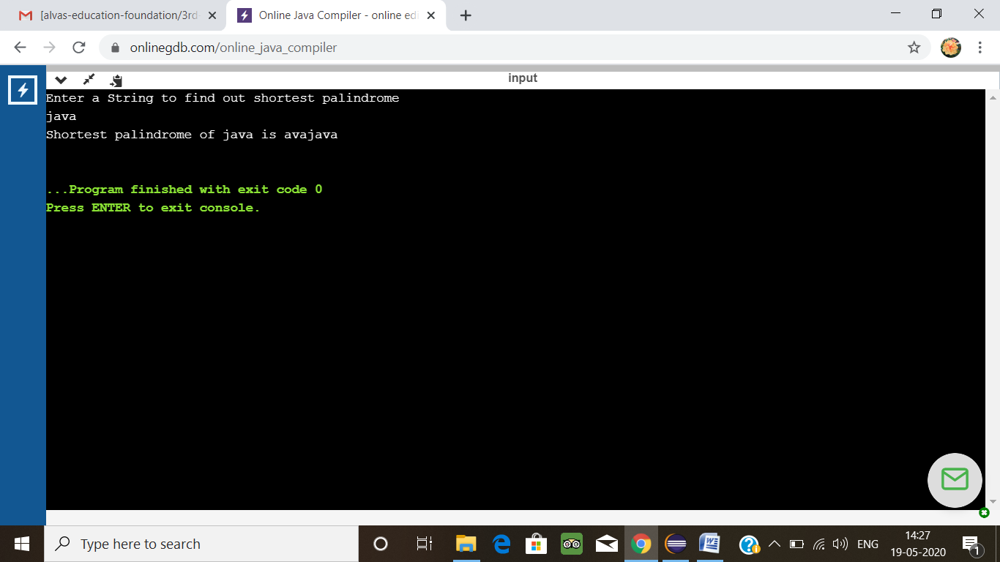 [alvas-education-foundation/3rd-
Online Java Compiler - online edi
onlinegdb.com/online_java_compiler
input
Enter a String to find out shortest palindrome
java
Shortest palindrome of java is avajava
...Program finished with exit code 0
Press ENTER to exit console.
Type here to search
ENG
14:27
19-05-2020
1